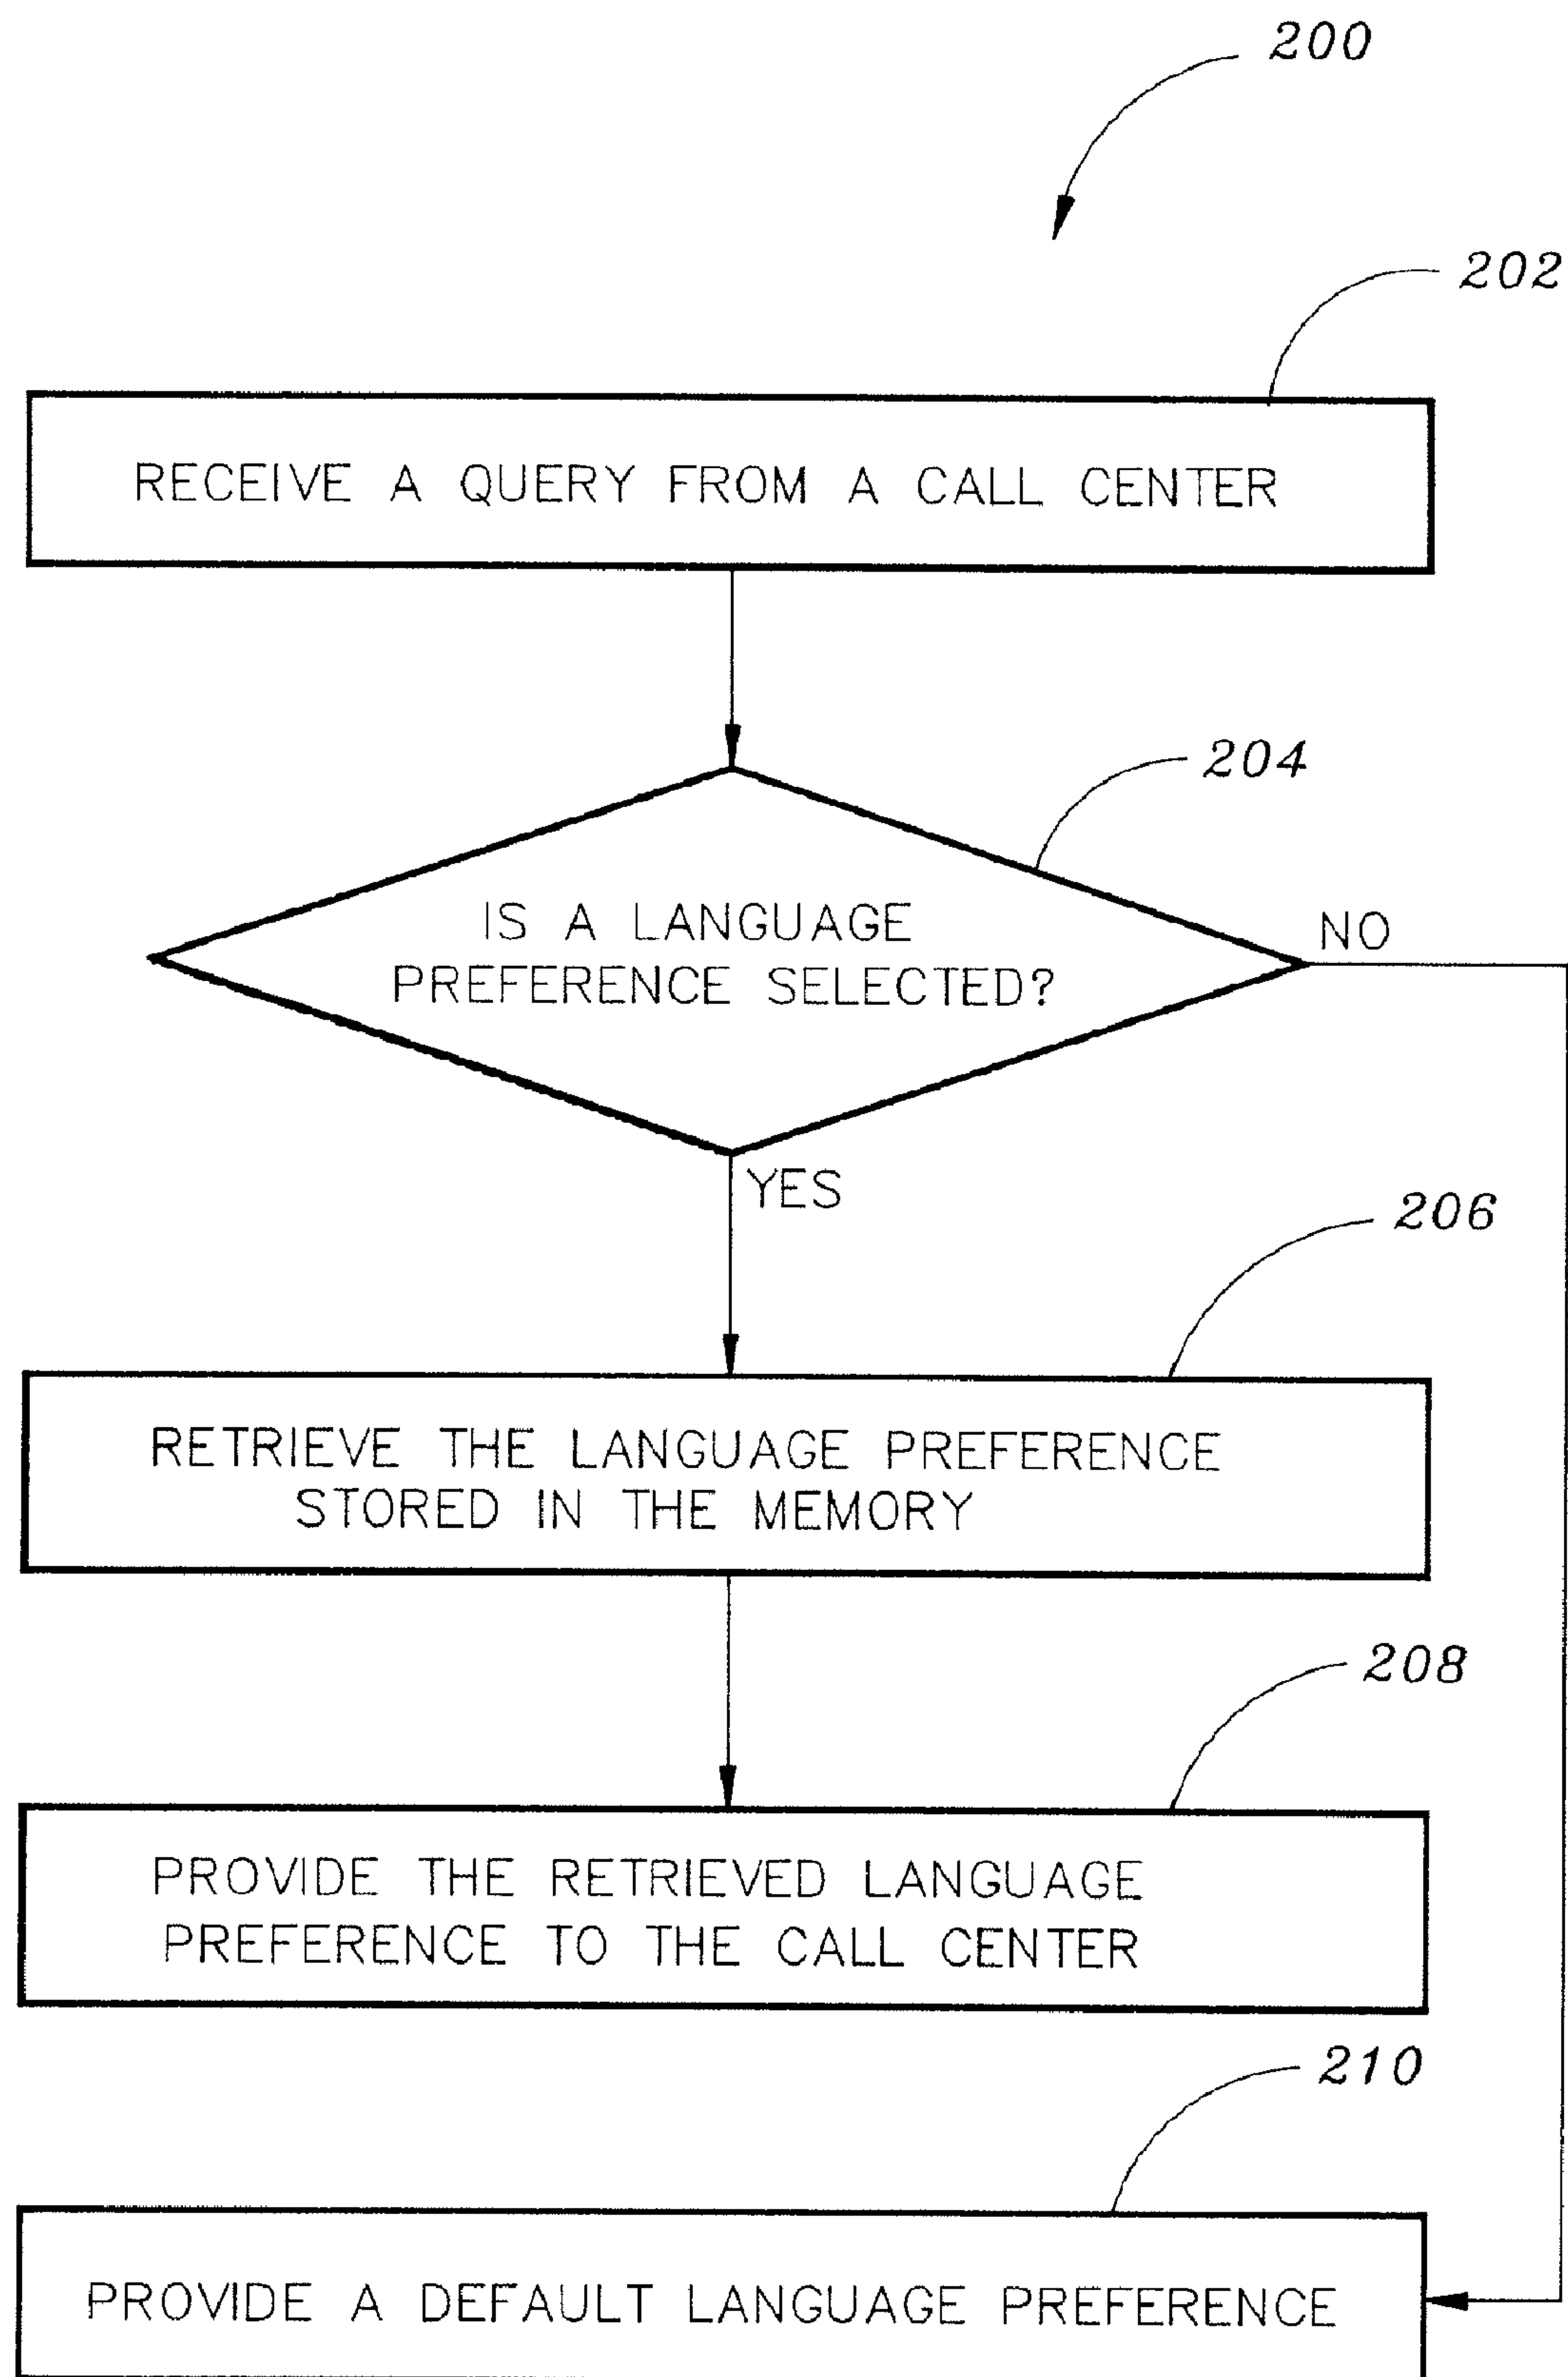 200
202
RECEIVE A QUERY FROM A CALL CENTER
204
IS A LANGUAGE
PREFERENCE SELECTED?
NO
YES
206
RETRIEVE THE LANGUAGE PREFERENCE
STORED IN THE MEMORY
208
PROVIDE THE RETRIEVED LANGUAGE
PREFERENCE TO THE CALL CENTER
210
PROVIDE A DEFAULT LANGUAGE PREFERENCE